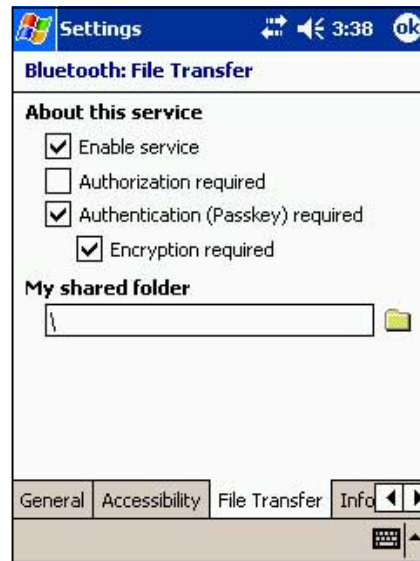 Settings 3:38 ok
Bluetooth: File Transfer
About this service
Enable service
Authorization required
Authentication (Passkey) required
Encryption required
My shared folder
\
General Accessibility File Transfer Info